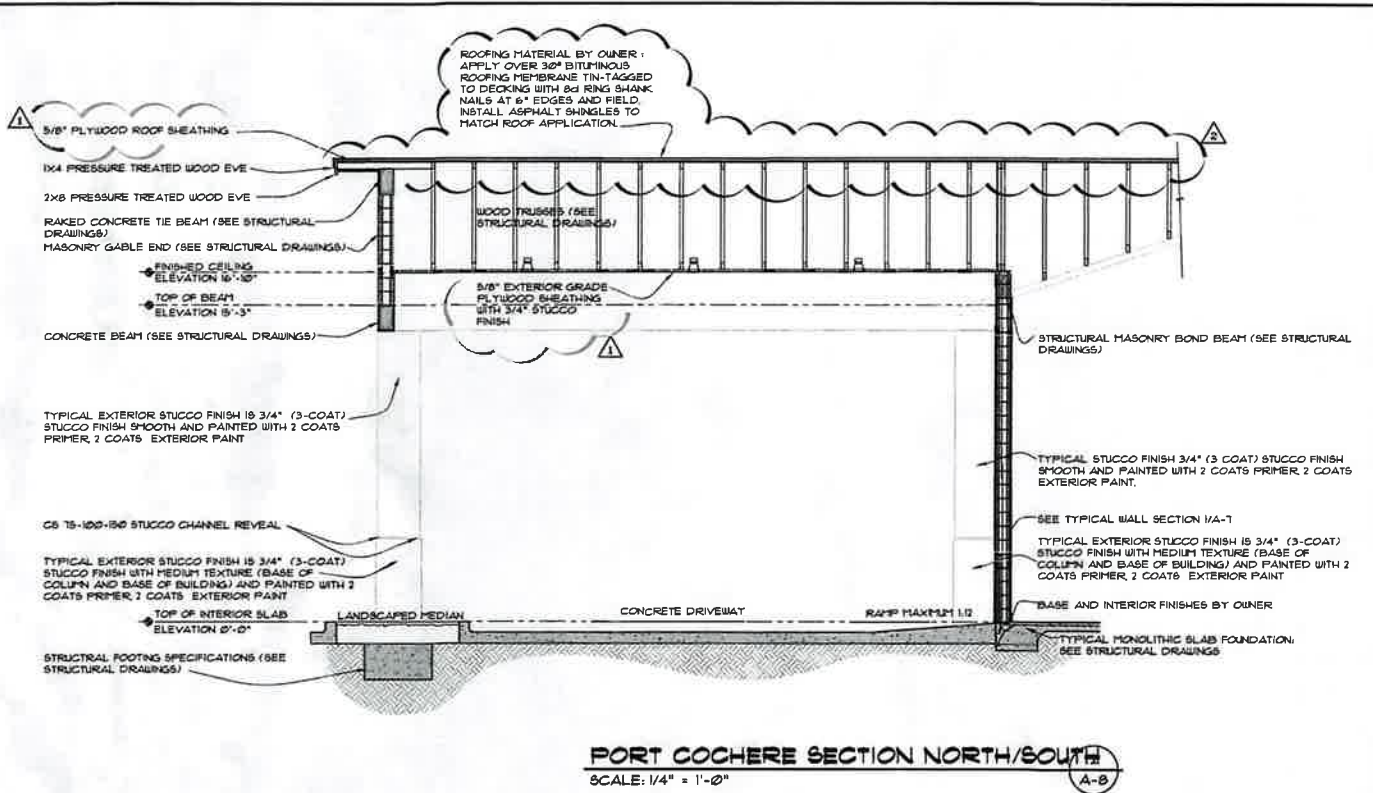 ROOFING MATERIAL BY OWNER :
APPLY OVER 30# BITUMINOUS
ROOFING MEMBRANE TIN-TAGGED
TO DECKING WITH 8d RING SHANK
NAILS AT 6" EDGES AND FIELD.
INSTALL ASPHALT SHINGLES TO
MATCH ROOF APPLICATION.
1
5/8" PLYWOOD ROOF SHEATHING
2
1X4 PRESSURE TREATED WOOD EVE
2X8 PRESSURE TREATED WOOD EVE
RAKED CONCRETE TIE BEAM (SEE STRUCTURAL
DRAWINGS)
MASONRY GABLE END (SEE STRUCTURAL DRAWINGS)
WOOD TRUSSES (SEE
STRUCTURAL DRAWINGS)
FINISHED CEILING
ELEVATION 16'-10"
TOP OF BEAM
ELEVATION 15'-3"
CONCRETE BEAM (SEE STRUCTURAL DRAWINGS)
5/8" EXTERIOR GRADE
PLYWOOD SHEATHING
WITH 3/4" STUCCO
FINISH
1
STRUCTURAL MASONRY BOND BEAM (SEE STRUCTURAL
DRAWINGS)
TYPICAL EXTERIOR STUCCO FINISH IS 3/4" (3-COAT)
STUCCO FINISH SMOOTH AND PAINTED WITH 2 COATS
PRIMER, 2 COATS EXTERIOR PAINT
TYPICAL STUCCO FINISH 3/4" (3 COAT) STUCCO FINISH
SMOOTH AND PAINTED WITH 2 COATS PRIMER, 2 COATS
EXTERIOR PAINT.
CS 75-100-150 STUCCO CHANNEL REVEAL
SEE TYPICAL WALL SECTION 1/A-7
TYPICAL EXTERIOR STUCCO FINISH IS 3/4" (3-COAT)
STUCCO FINISH WITH MEDIUM TEXTURE (BASE OF
COLUMN AND BASE OF BUILDING) AND PAINTED WITH 2
COATS PRIMER, 2 COATS EXTERIOR PAINT
TYPICAL EXTERIOR STUCCO FINISH IS 3/4" (3-COAT)
STUCCO FINISH WITH MEDIUM TEXTURE (BASE OF
COLUMN AND BASE OF BUILDING) AND PAINTED WITH 2
COATS PRIMER, 2 COATS EXTERIOR PAINT
TOP OF INTERIOR SLAB
ELEVATION 0'-0"
LANDSCAPED MEDIAN
CONCRETE DRIVEWAY
RAMP MAXIMUM 1:12
BASE AND INTERIOR FINISHES BY OWNER
TYPICAL MONOLITHIC SLAB FOUNDATION;
SEE STRUCTURAL DRAWINGS
STRUCTRAL FOOTING SPECIFICATIONS (SEE
STRUCTURAL DRAWINGS)
PORT COCHERE SECTION NORTH/SOUTH
SCALE: 1/4" = 1'-0"
A-8